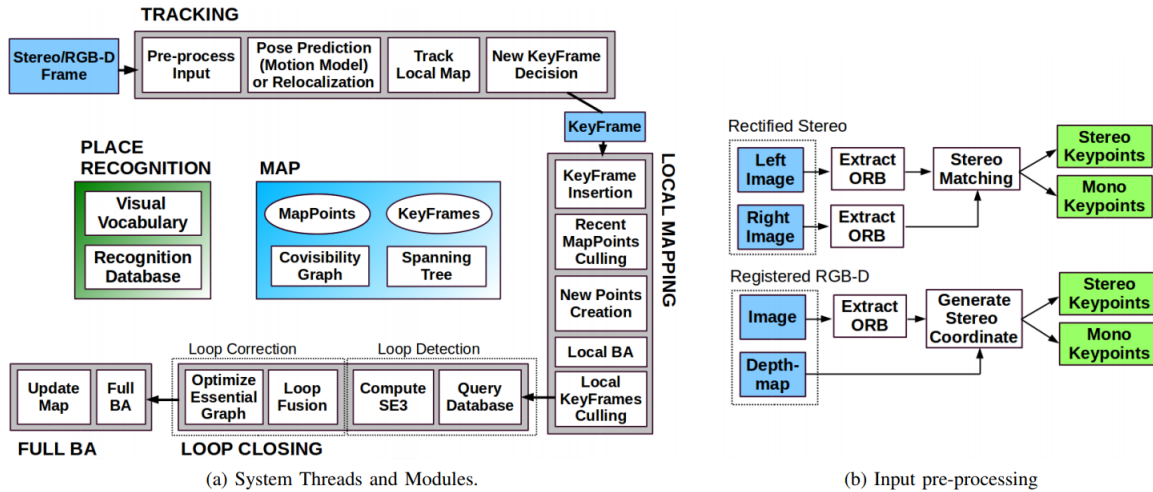 TRACKING
Stereo/RGB-D
Frame
Pre-process
Input
Pose Prediction
(Motion Model)
or Relocalization
Track
Local Map
New KeyFrame
Decision
KeyFrame
PLACE
RECOGNITION
Visual
Vocabulary
Recognition
Database
MAP
MapPoints
KeyFrames
Covisibility
Graph
Spanning
Tree
LOCAL MAPPING
KeyFrame
Insertion
Recent
MapPoints
Culling
New Points
Creation
Local BA
Local
KeyFrames
Culling
Loop Correction
Loop Detection
Update
Map
Full
BA
Optimize
Essential
Graph
Loop
Fusion
Compute
SE3
Query
Database
FULL BA
LOOP CLOSING
(a) System Threads and Modules.
Rectified Stereo
Left
Image
Extract
ORB
Stereo
Matching
Stereo
Keypoints
Mono
Keypoints
Right
Image
Extract
ORB
Registered RGB-D
Image
Extract
ORB
Generate
Stereo
Coordinate
Stereo
Keypoints
Mono
Keypoints
Depth-
map
(b) Input pre-processing